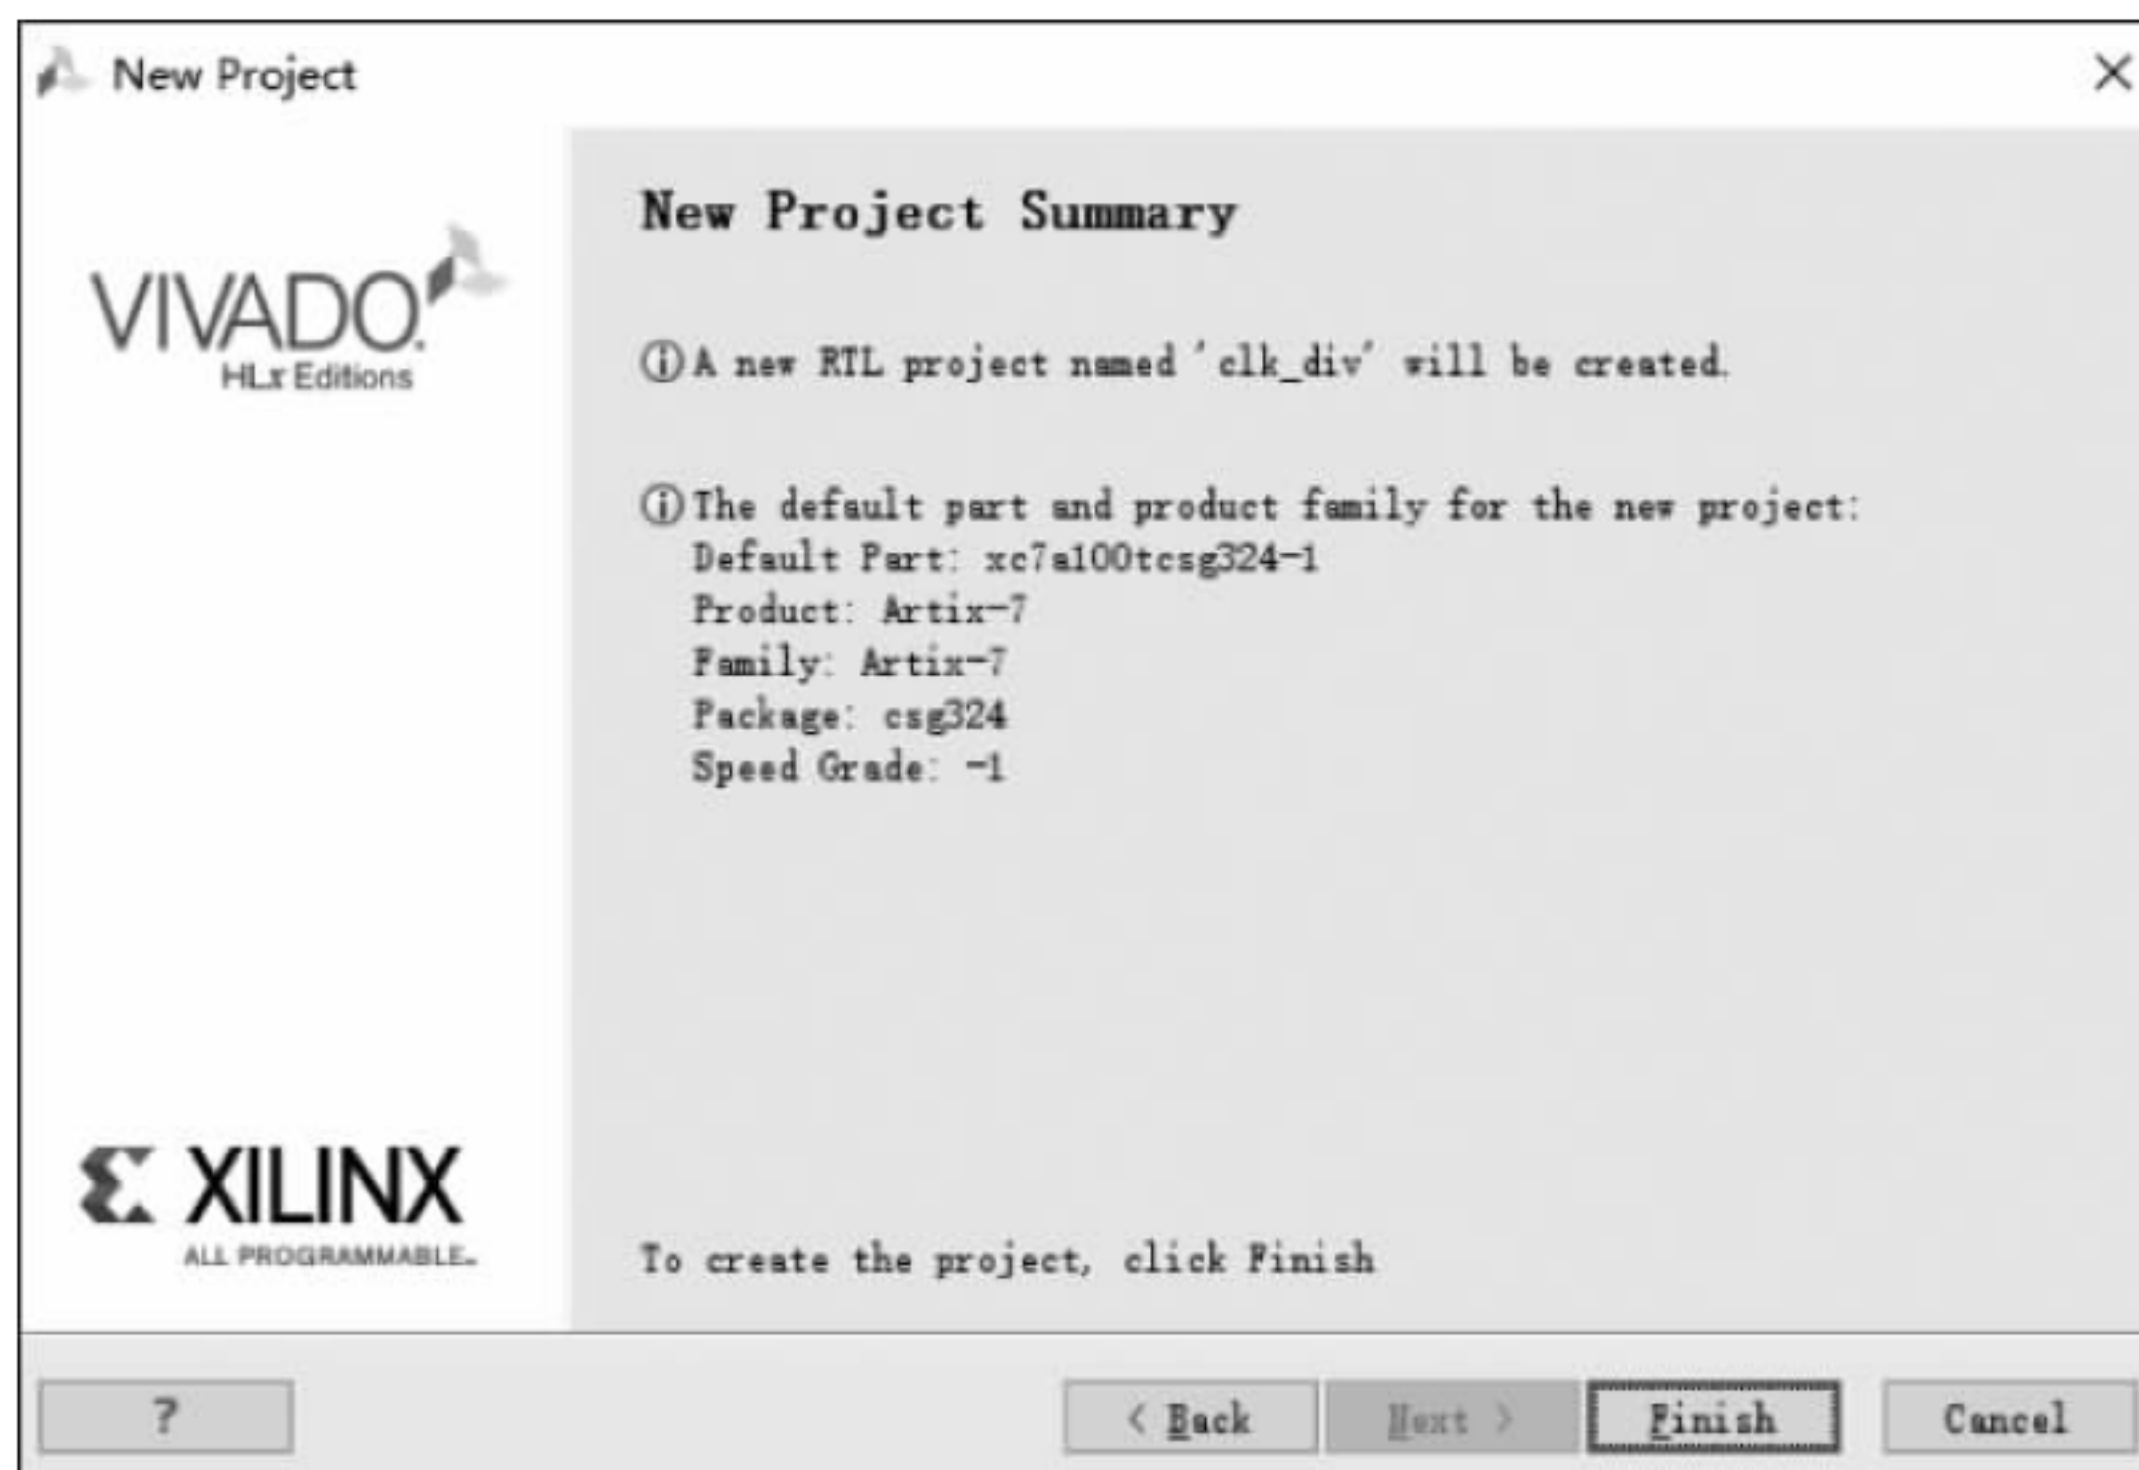 New Project
VIVADO.
HLx Editions
New Project Summary
A new RTL project named 'clk_div' will be created.
The default part and product family for the new project:
Default Part: xc7a100tcsg324-1
Product: Artix-7
Family: Artix-7
Package: csg324
Speed Grade: -1
XILINX
ALL PROGRAMMABLE™
To create the project, click Finish
?
< Back
Next >
Finish
Cancel